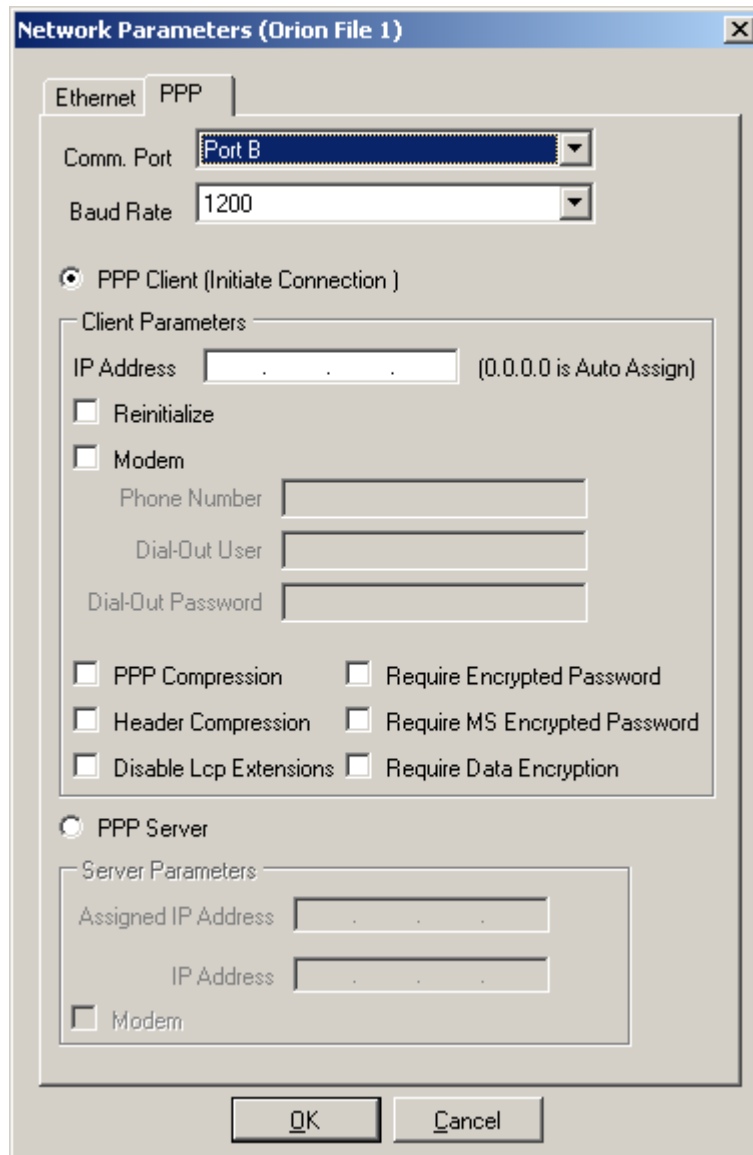 Network Parameters (Orion File 1)
Ethernet PPP
Comm. Port Port B
Baud Rate 1200
PPP Client (Initiate Connection )
Client Parameters
IP Address . . . (0.0.0.0 is Auto Assign)
Reinitialize
Modem
Phone Number
Dial-Out User
Dial-Out Password
PPP Compression Require Encrypted Password
Header Compression Require MS Encrypted Password
Disable Lcp Extensions Require Data Encryption
PPP Server
Server Parameters
Assigned IP Address . . .
IP Address . . .
Modem
OK Cancel